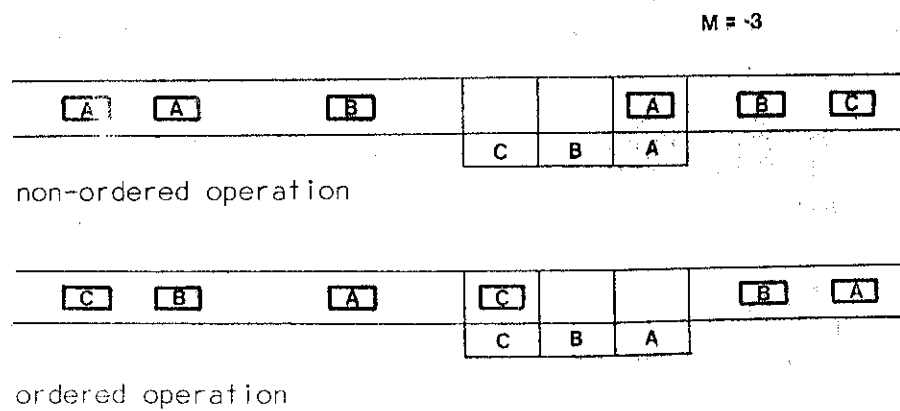 M = -3
A A B A B C
C B A
non-ordered operation
C B A C B A
C B A
ordered operation